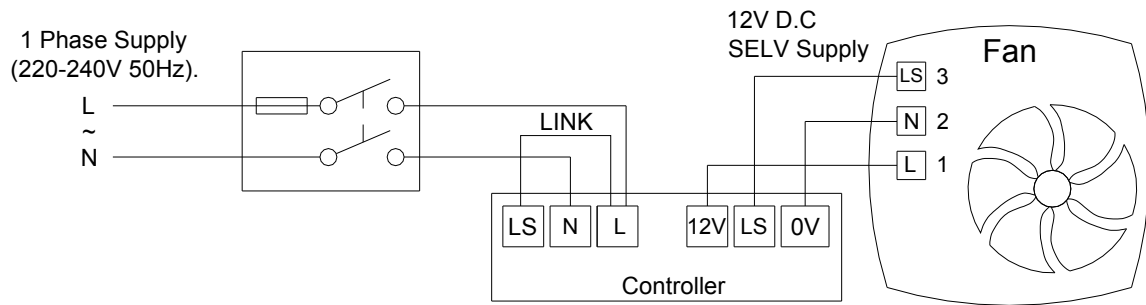 1 Phase Supply
(220-240V 50Hz).
L
~
N
LINK
LS
N
L
12V
LS
0V
Controller
12V D.C
SELV Supply
Fan
LS 3
N 2
L 1